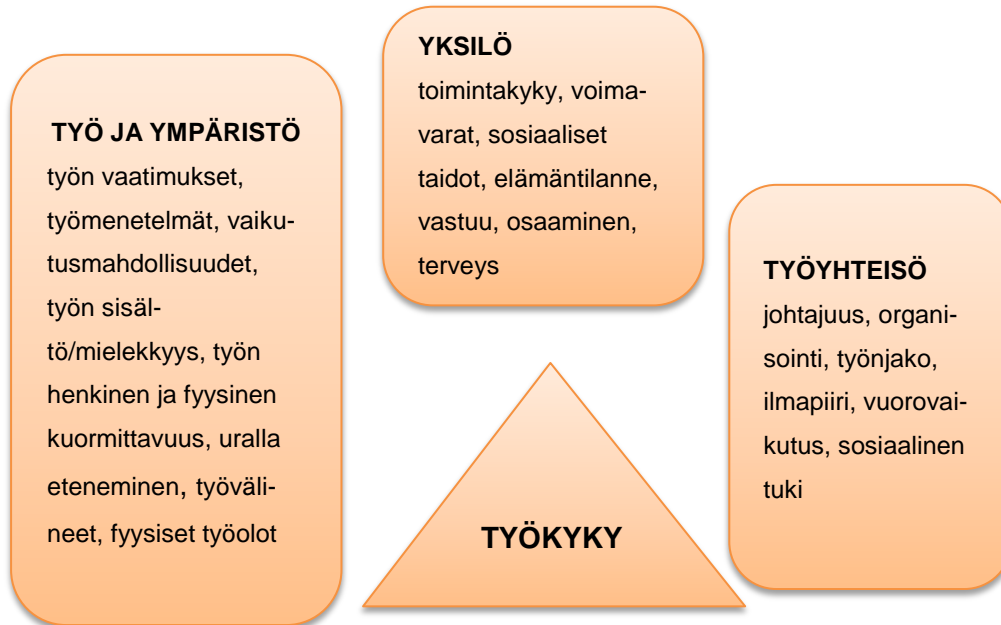 TYÖ JA YMPÄRISTÖ
työn vaatimukset,
työmenetelmät, vaiku-
tusmahdollisuudet,
työn sisäl-
tö/mielekkyys, työn
henkinen ja fyysinen
kuormittavuus, uralla
eteneminen, työväli-
neet, fyysiset työolot
YKSILÖ
toimintakyky, voima-
varat, sosiaaliset
taidot, elämäntilanne,
vastuu, osaaminen,
terveys
TYÖYHTEISÖ
johtajuus, organi-
sointi, työnjako,
ilmapiiri, vuorovai-
kutus, sosiaalinen
tuki
TYÖKYKY